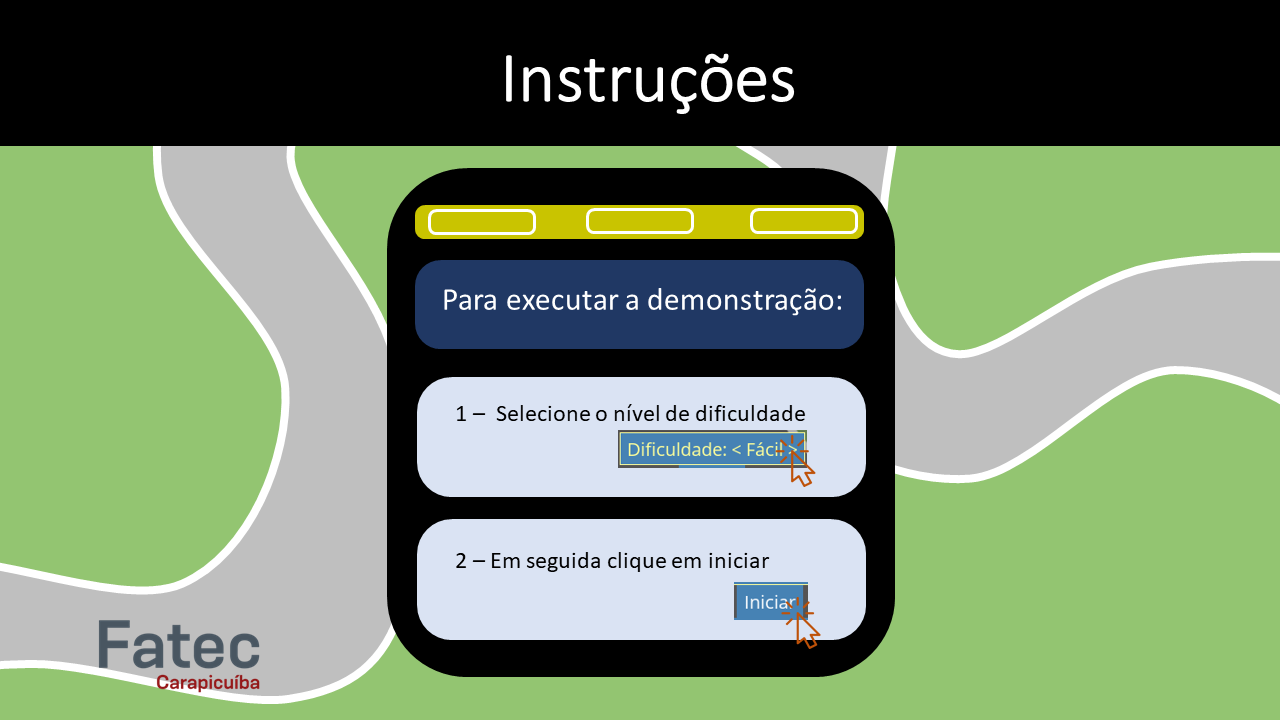 Instruções
Para executar a demonstração:
1 – Selecione o nível de dificuldade
Dificuldade: < Fácil >
2 – Em seguida clique em iniciar
Iniciar
Fatec
Carapicuíba